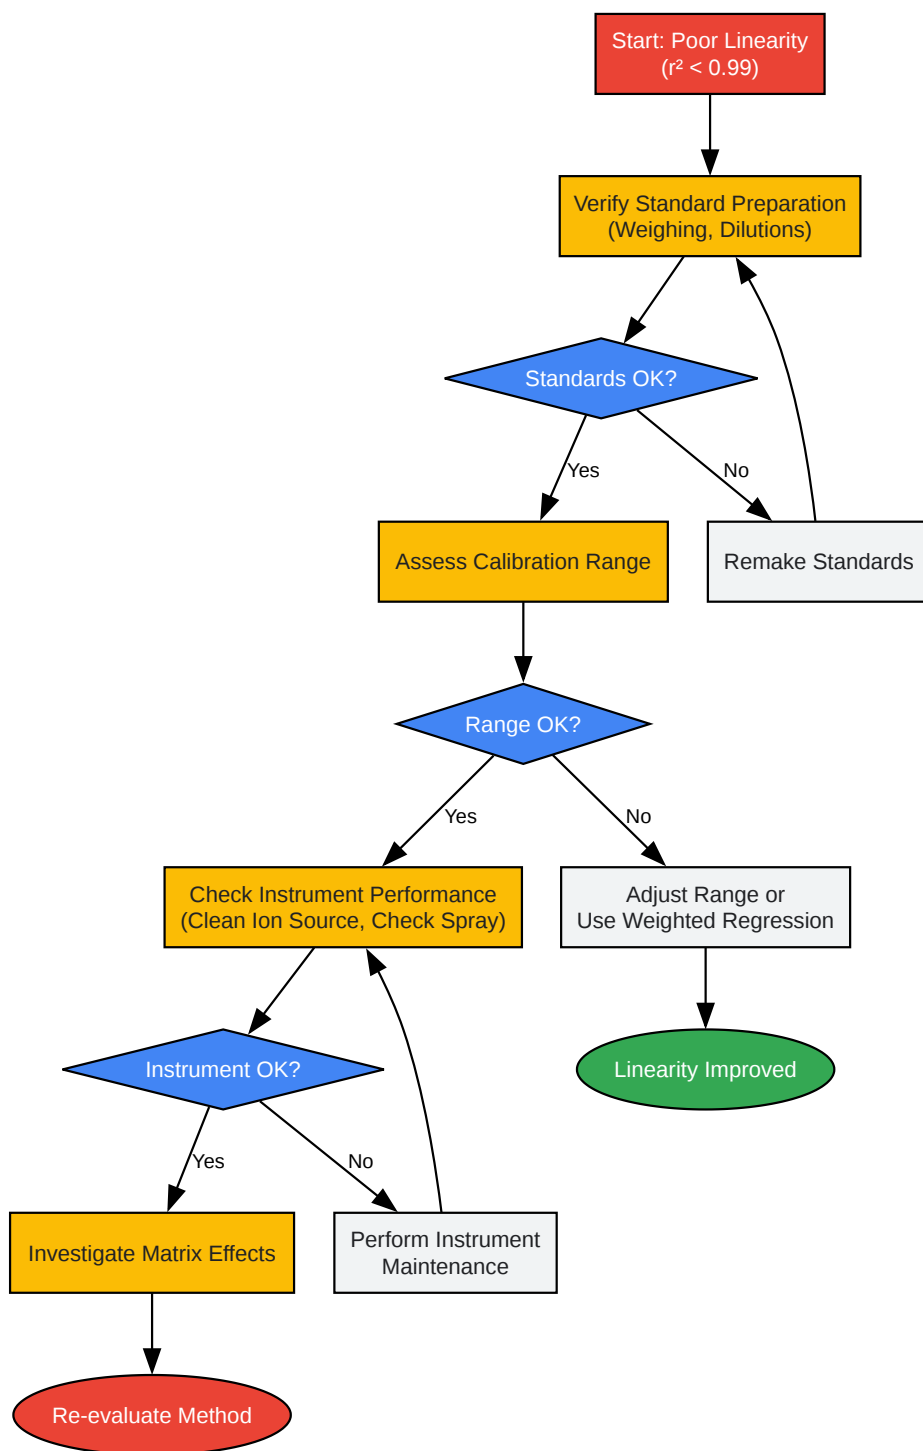 Start: Poor Linearity
(r² < 0.99)
Verify Standard Preparation
(Weighing, Dilutions)
Standards OK?
Yes
No
Assess Calibration Range
Remake Standards
Range OK?
Yes
No
Check Instrument Performance
(Clean Ion Source, Check Spray)
Adjust Range or
Use Weighted Regression
Instrument OK?
Linearity Improved
Yes
No
Investigate Matrix Effects
Perform Instrument
Maintenance
Re-evaluate Method